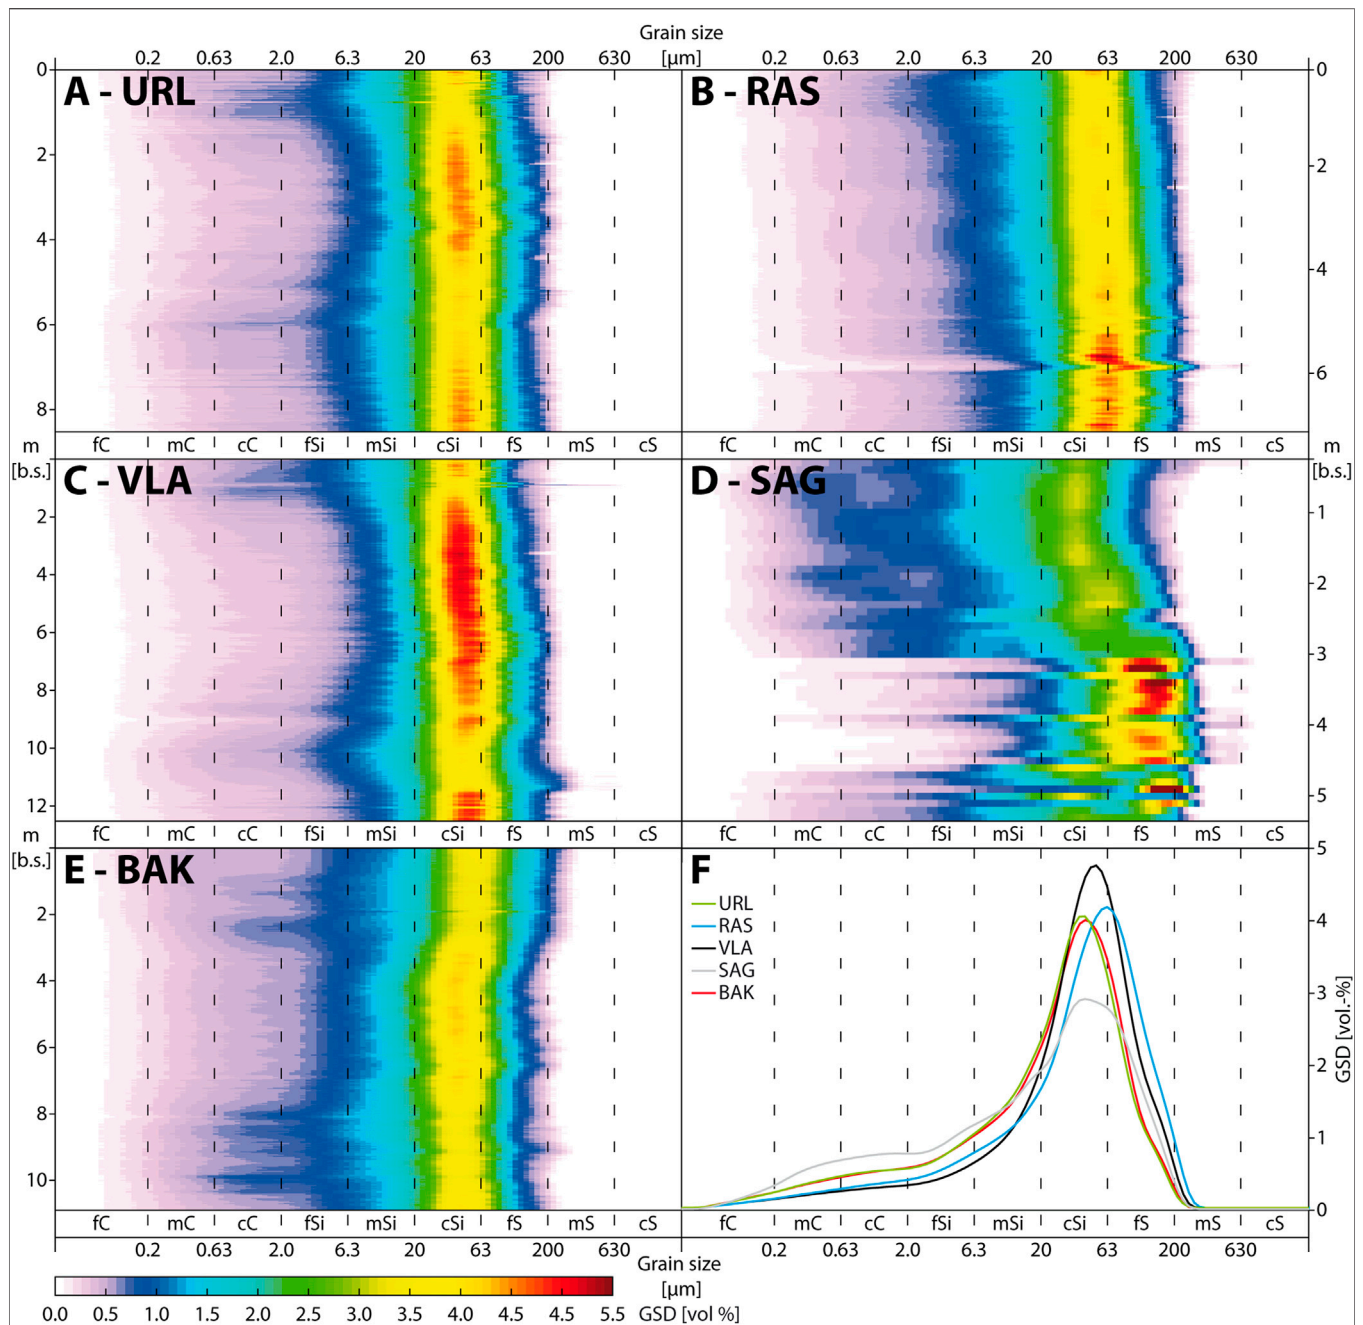 Grain size
0.2 0.63 2.0 6.3 20 63 200 630 [µm] 0.2 0.63 2.0 6.3 20 63 200 630
A - URL
0
2
4
6
8
B - RAS
0
2
4
6
m fC mC cC fSi mSi cSi fS mS cS fC mC cC fSi mSi cSi fS mS cS m
[b.s.] [b.s.]
C - VLA
2
4
6
8
10
12
D - SAG
1
2
3
4
5
m fC mC cC fSi mSi cSi fS mS cS fC mC cC fSi mSi cSi fS mS cS
[b.s.]
E - BAK
2
4
6
8
10
F
URL
RAS
VLA
SAG
BAK
5
4
3
2
1
0
GSD [vol.-%]
fC mC cC fSi mSi cSi fS mS cS fC mC cC fSi mSi cSi fS mS cS
0.2 0.63 2.0 6.3 20 63 200 630 0.2 0.63 2.0 6.3 20 63 200 630
Grain size
[µm]
0.0 0.5 1.0 1.5 2.0 2.5 3.0 3.5 4.0 4.5 5.0 5.5 GSD [vol %]